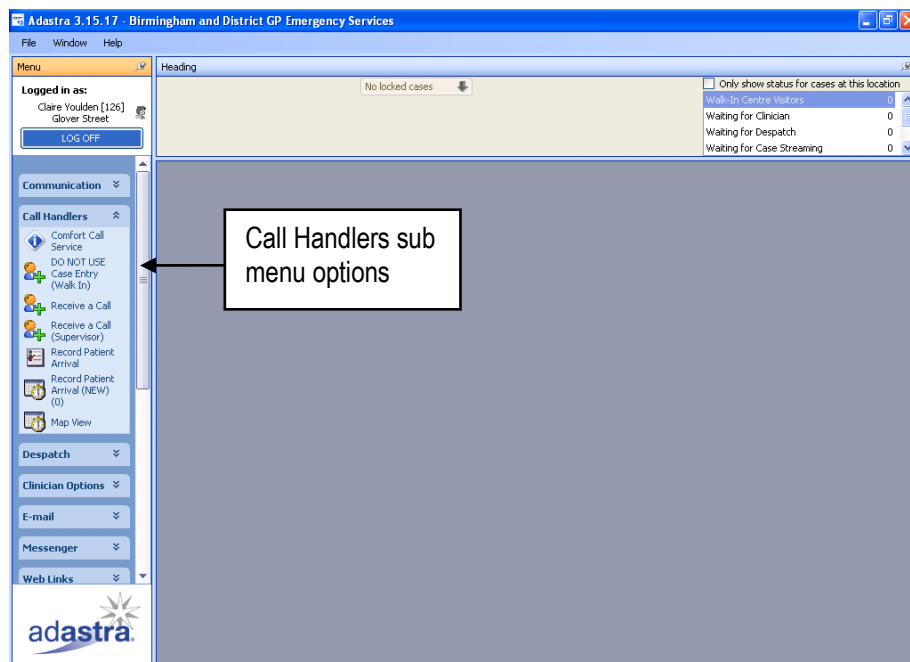 Adastra 3.15.17 - Birmingham and District GP Emergency Services
File Window Help
Menu
Heading
Logged in as:
Claire Youlden [126]
Glover Street
LOG OFF
No locked cases
Only show status for cases at this location
Walk-In Centre Visitors 0
Waiting for Clinician 0
Waiting for Despatch 0
Waiting for Case Streaming 0
Communication
Call Handlers
Comfort Call
Service
DO NOT USE
Case Entry
(Walk In)
Receive a Call
Receive a Call
(Supervisor)
Record Patient
Arrival
Record Patient
Arrival (NEW)
(0)
Map View
Call Handlers sub
menu options
Despatch
Clinician Options
E-mail
Messenger
Web Links
adastra.